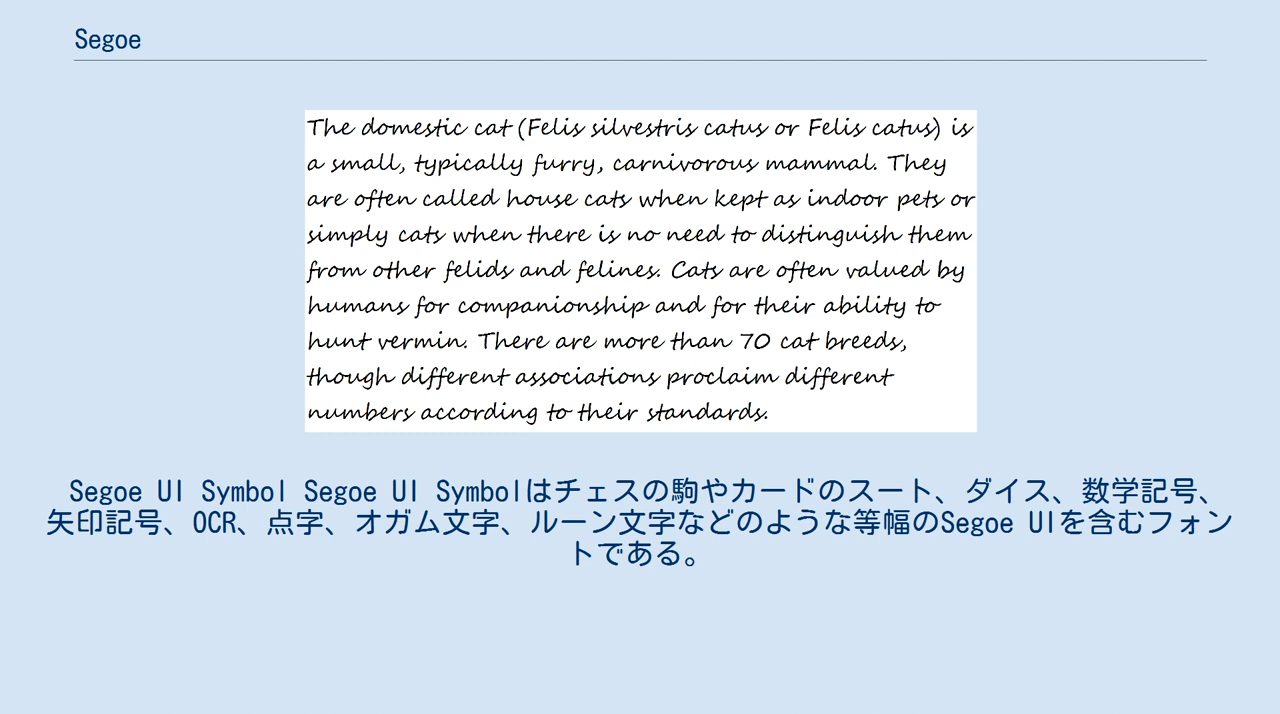 Segoe
The domestic cat (Felis silvestris catus or Felis catus) is
a small, typically furry, carnivorous mammal. They
are often called house cats when kept as indoor pets or
simply cats when there is no need to distinguish them
from other felids and felines. Cats are often valued by
humans for companionship and for their ability to
hunt vermin. There are more than 70 cat breeds,
though different associations proclaim different
numbers according to their standards.
Segoe UI Symbol Segoe UI Symbolはチェスの駒やカードのスート、ダイス、数学記号、
矢印記号、OCR、点字、オガム文字、ルーン文字などのような等幅のSegoe UIを含むフォン
トである。